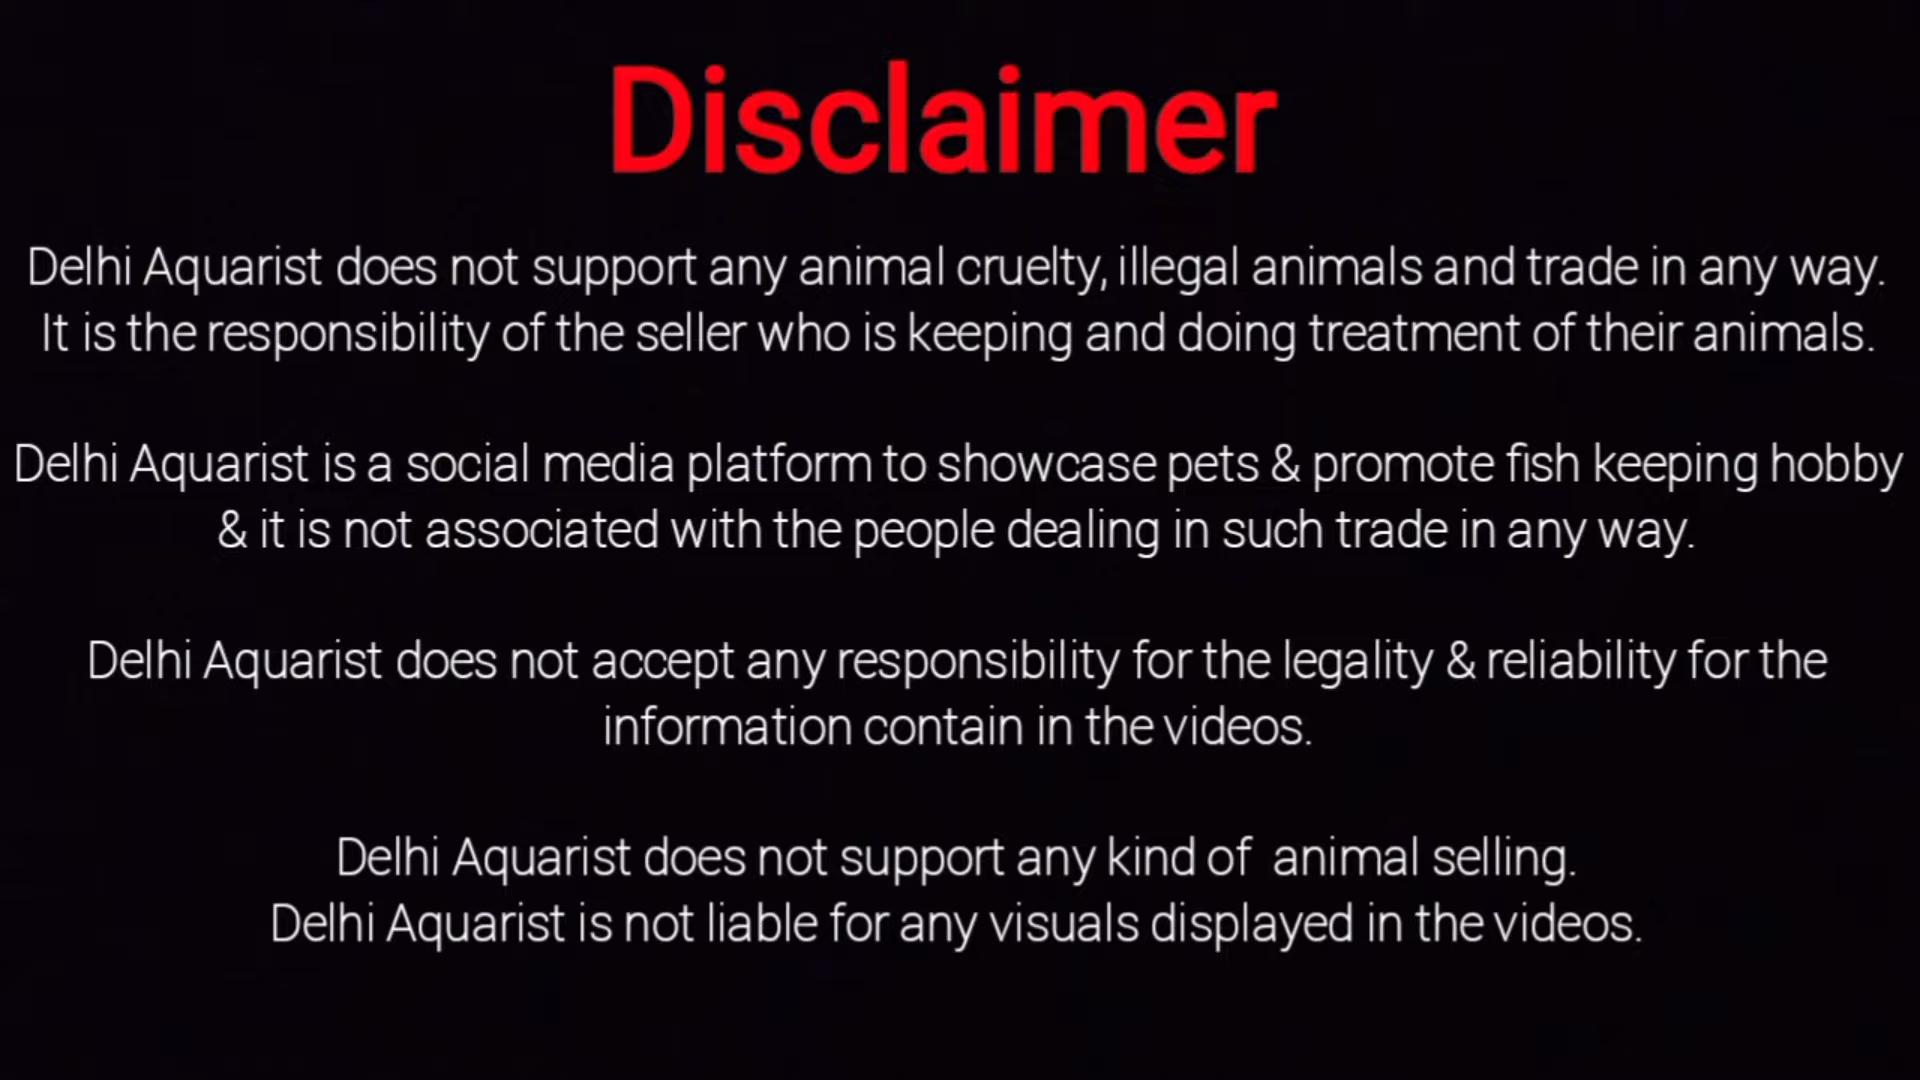 Disclaimer
Delhi Aquarist does not support any animal cruelty, illegal animals and trade in any way.
It is the responsibility of the seller who is keeping and doing treatment of their animals.
Delhi Aquarist is a social media platform to showcase pets & promote fish keeping hobby
& it is not associated with the people dealing in such trade in any way.
Delhi Aquarist does not accept any responsibility for the legality & reliability for the
information contain in the videos.
Delhi Aquarist does not support any kind of animal selling.
Delhi Aquarist is not liable for any visuals displayed in the videos.